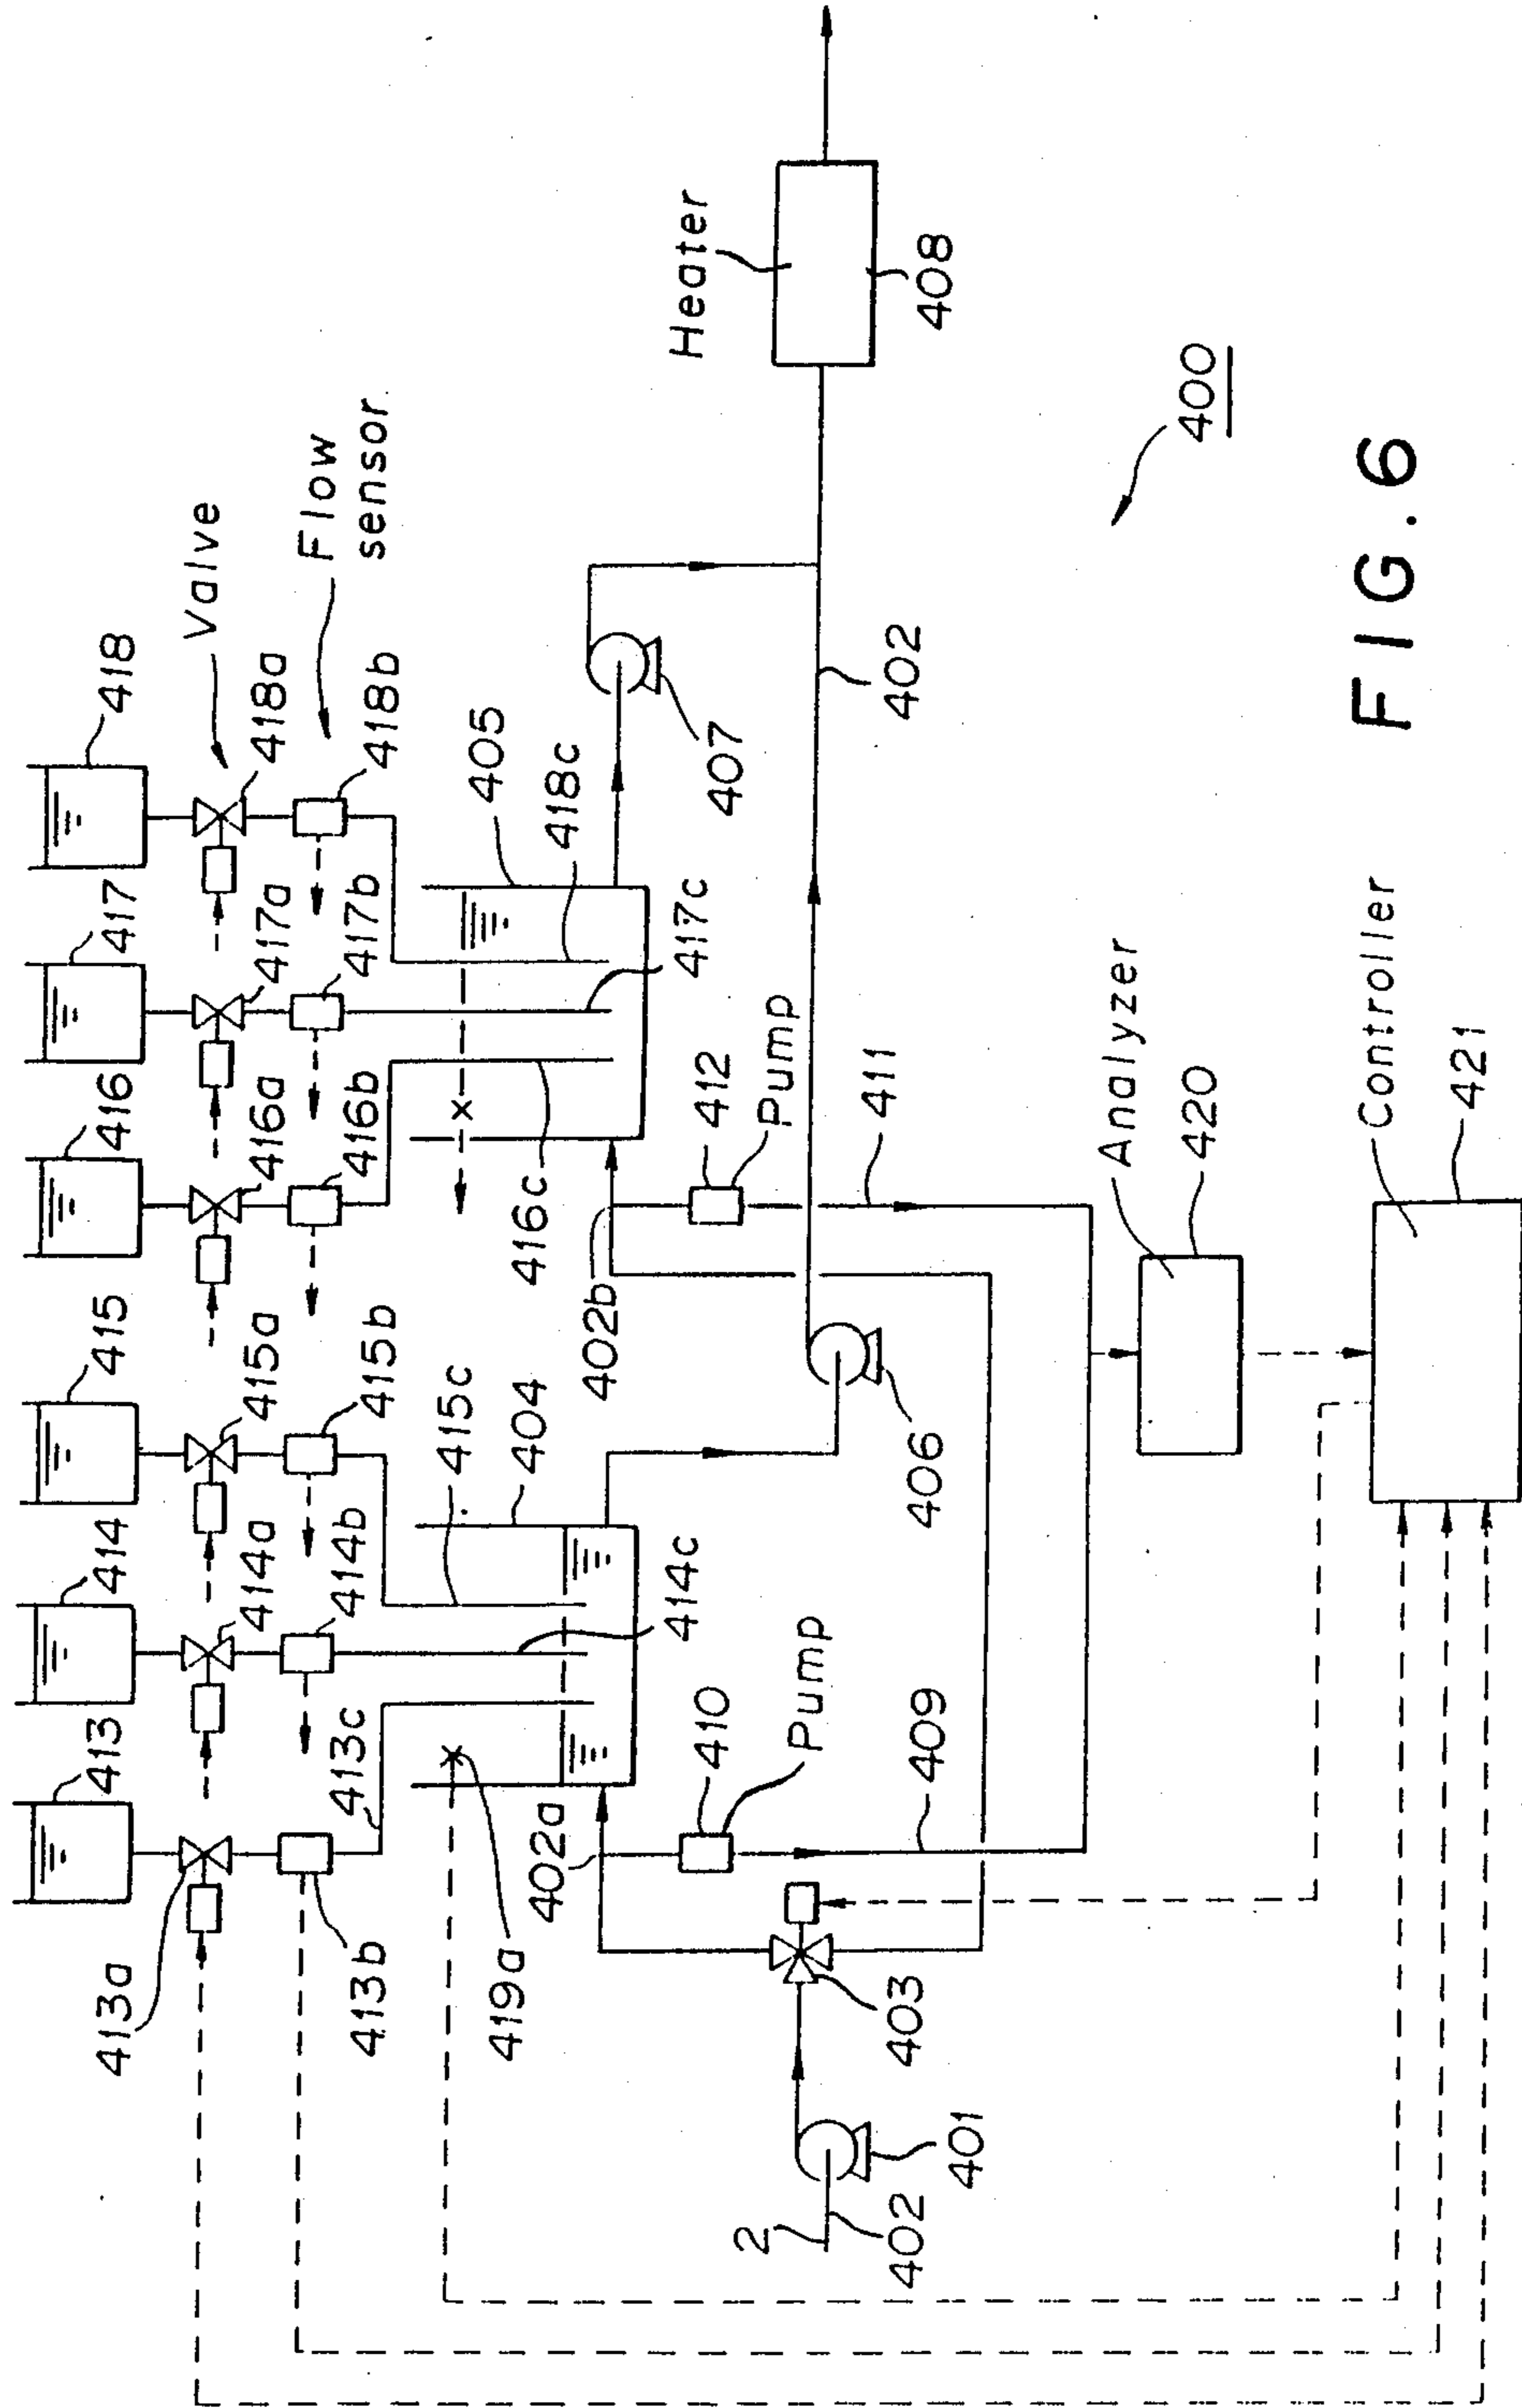 413
414
415
416
417
418
Valve
413a
414a
415a
416a
417a
418a
Flow
sensor
413b
414b
415b
416b
417b
418b
413c
415c
404
405
414c
416c
418c
417c
419a
402a
402b
410
Pump
412
Pump
407
Heater
2
402
401
403
409
406
411
402
408
Analyzer
420
400
Controller
421
FIG. 6